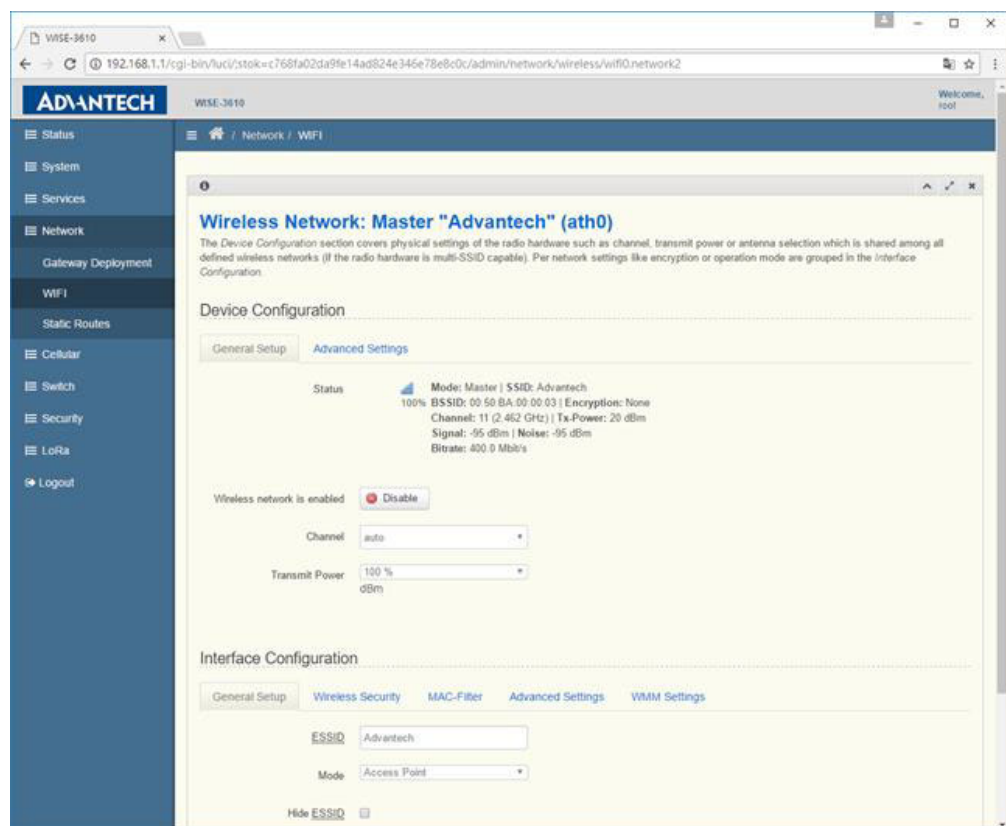 WISE-3610
192.168.1.1/cgi-bin/luci/;stok=c768fa02da9fe14ad824e346e78e8c0c/admin/network/wireless/wifi0.network2
ADVANTECH
WISE-3610
Welcome,
root
Status
/ Network / WIFI
System
Services
Network
Gateway Deployment
WIFI
Static Routes
Cellular
Switch
Security
LoRa
Logout
Wireless Network: Master "Advantech" (ath0)
The Device Configuration section covers physical settings of the radio hardware such as channel, transmit power or antenna selection which is shared among all
defined wireless networks (if the radio hardware is multi-SSID capable). Per network settings like encryption or operation mode are grouped in the Interface
Configuration.
Device Configuration
General Setup Advanced Settings
Status
Mode: Master | SSID: Advantech
100% BSSID: 00:50:BA:00:00:03 | Encryption: None
Channel: 11 (2.462 GHz) | Tx-Power: 20 dBm
Signal: -95 dBm | Noise: -95 dBm
Bitrate: 400.0 Mbit/s
Wireless network is enabled Disable
Channel auto
Transmit Power 100 %
dBm
Interface Configuration
General Setup Wireless Security MAC-Filter Advanced Settings WMM Settings
ESSID Advantech
Mode Access Point
Hide ESSID